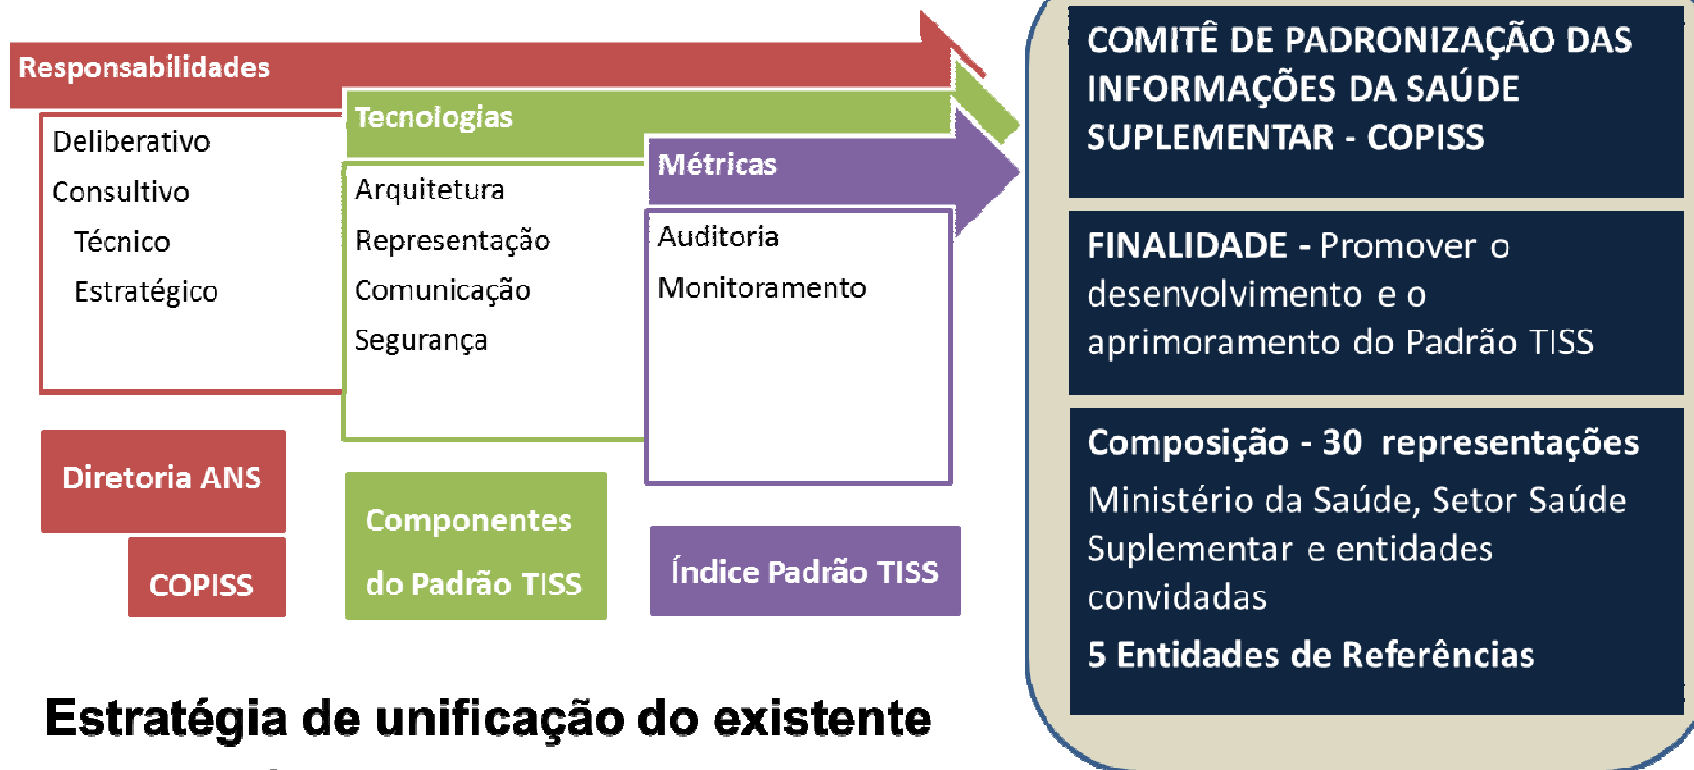 Responsabilidades
Deliberativo
Consultivo
Técnico
Estratégico
Diretoria ANS
COPISS
Tecnologias
Arquitetura
Representação
Comunicação
Segurança
Componentes
do Padrão TISS
Métricas
Auditoria
Monitoramento
Índice Padrão TISS
Estratégia de unificação do existente
COMITÊ DE PADRONIZAÇÃO DAS
INFORMAÇÕES DA SAÚDE
SUPLEMENTAR - COPISS
FINALIDADE - Promover o
desenvolvimento e o
aprimoramento do Padrão TISS
Composição - 30 representações
Ministério da Saúde, Setor Saúde
Suplementar e entidades
convidadas
5 Entidades de Referências